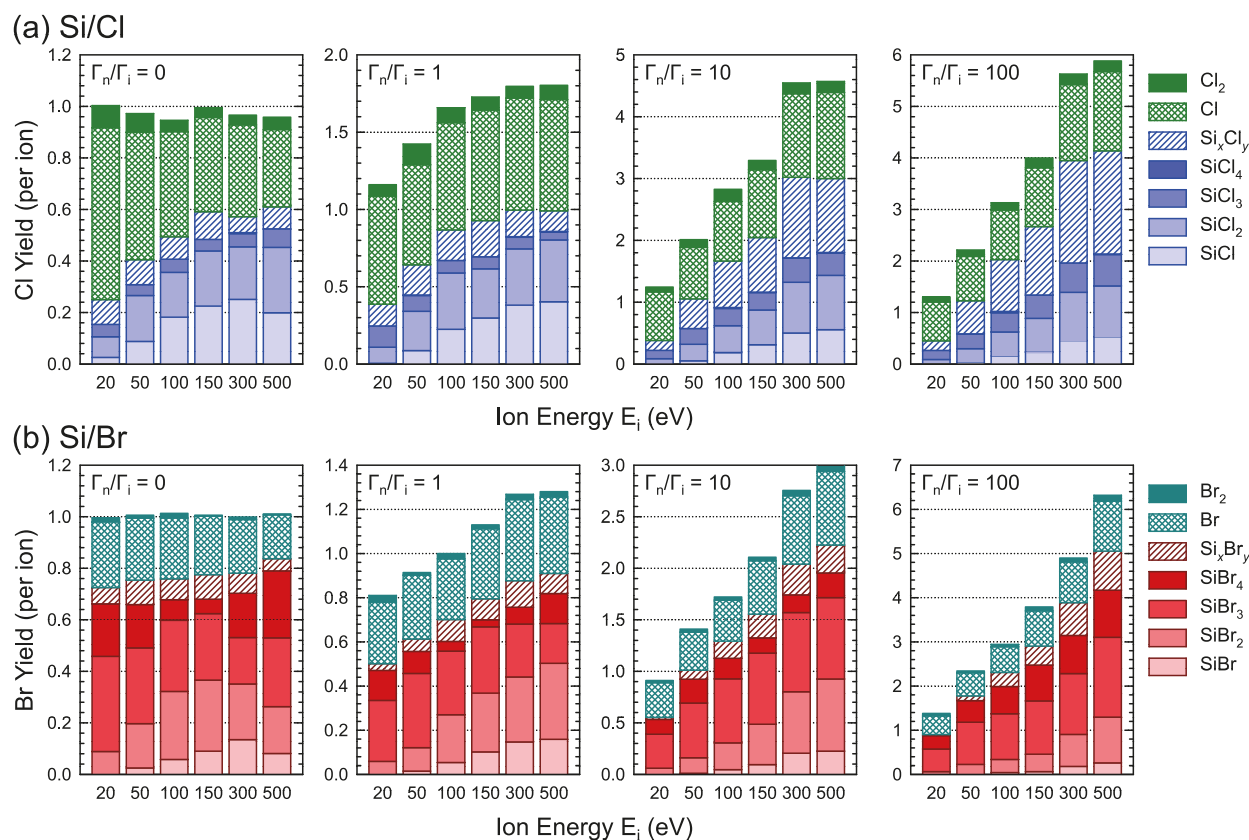 (a) Si/Cl
Γn/Γi = 0
Γn/Γi = 1
Γn/Γi = 10
Γn/Γi = 100
Cl Yield (per ion)
1.2
1.0
0.8
0.6
0.4
0.2
0.0
2.0
1.5
1.0
0.5
0.0
5
4
3
2
1
0
6
5
4
3
2
1
0
20 50 100 150 300 500
20 50 100 150 300 500
20 50 100 150 300 500
20 50 100 150 300 500
Ion Energy Ei (eV)
Cl2
Cl
SixCly
SiCl4
SiCl3
SiCl2
SiCl
(b) Si/Br
Γn/Γi = 0
Γn/Γi = 1
Γn/Γi = 10
Γn/Γi = 100
Br Yield (per ion)
1.2
1.0
0.8
0.6
0.4
0.2
0.0
1.4
1.2
1.0
0.8
0.6
0.4
0.2
0.0
3.0
2.5
2.0
1.5
1.0
0.5
0.0
7
6
5
4
3
2
1
0
20 50 100 150 300 500
20 50 100 150 300 500
20 50 100 150 300 500
20 50 100 150 300 500
Ion Energy Ei (eV)
Br2
Br
SixBry
SiBr4
SiBr3
SiBr2
SiBr